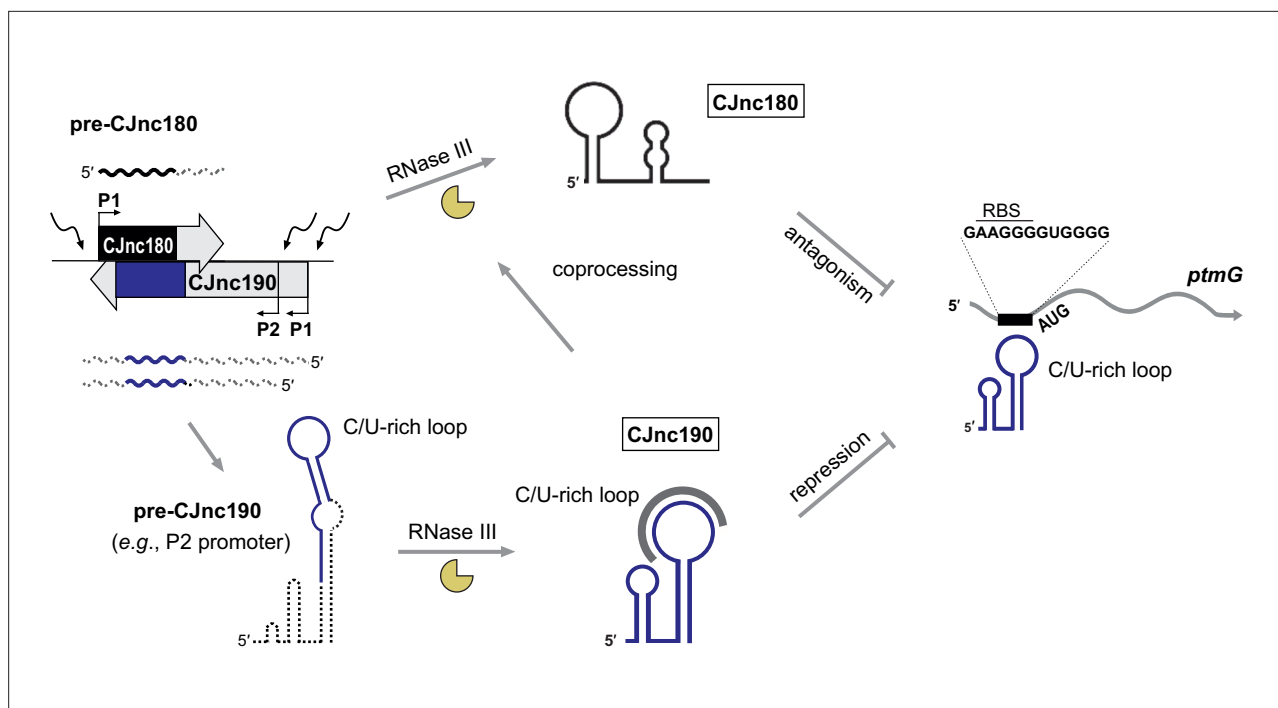 pre-CJnc180
5′
P1
CJnc180
CJnc190
P2 P1
5′
5′
RNase III
5′
CJnc180
coprocessing
antagonism
RBS
GAAGGGGUGGGG
ptmG
5′
AUG
C/U-rich loop
5′
pre-CJnc190
(e.g., P2 promoter)
C/U-rich loop
5′
RNase III
CJnc190
C/U-rich loop
5′
repression